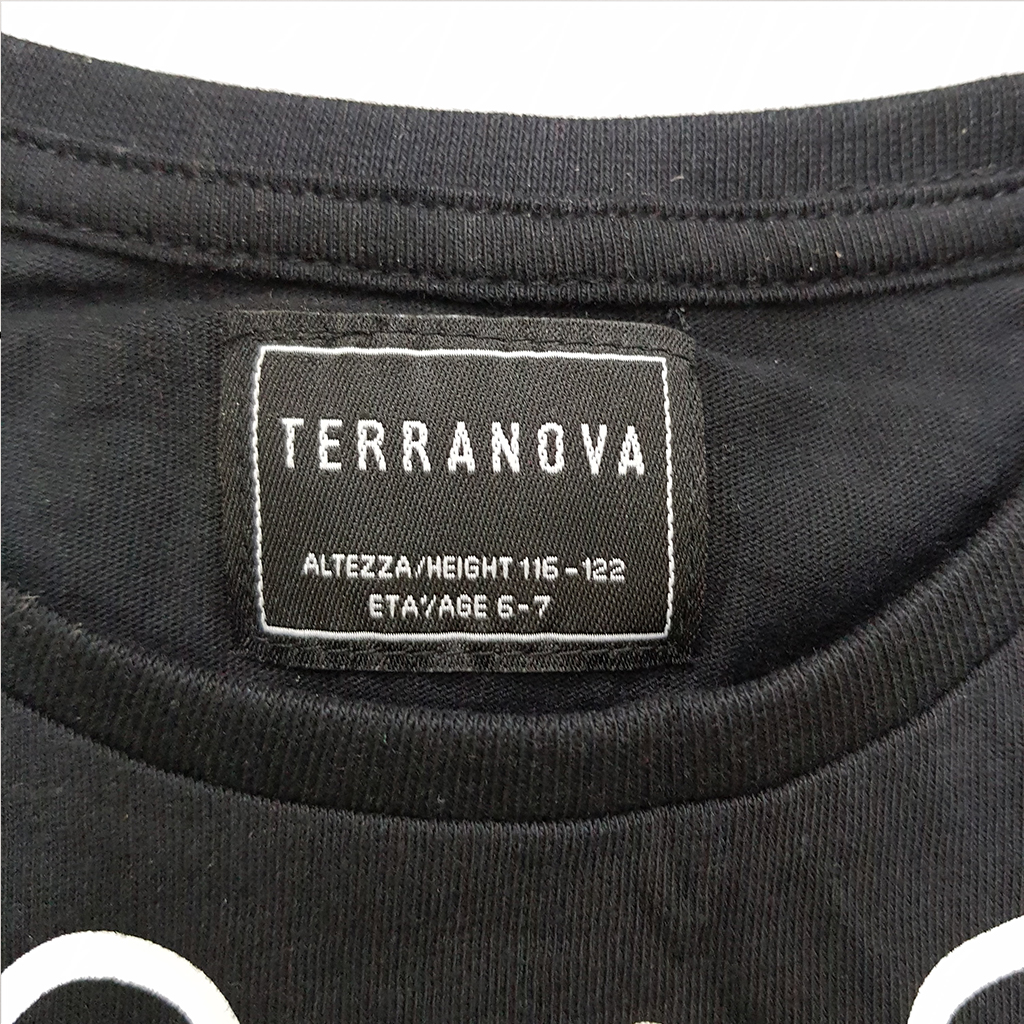 TERRANOVA
ALTEZZA/HEIGHT 116-122
ETA'/AGE 6-7